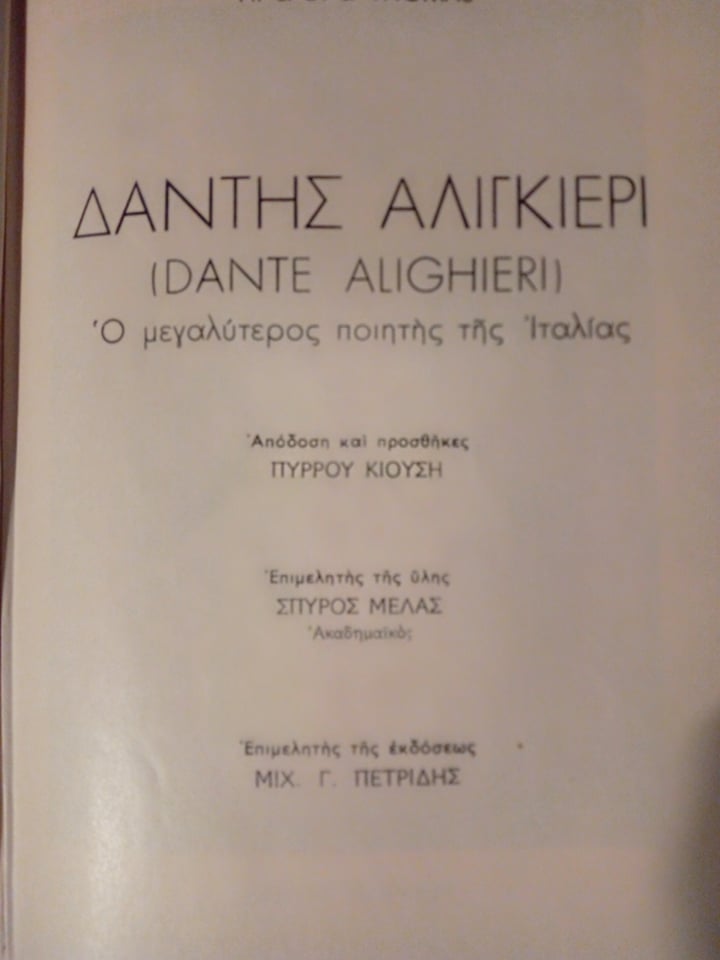 ΔΑΝΤΗΣ ΑΛΙΓΚΙΕΡΙ
(DANTE ALIGHIERI)
Ὁ μεγαλύτερος ποιητὴς τῆς Ἰταλίας
Ἀπόδοση καὶ προσθῆκες
ΠΥΡΡΟΥ ΚΙΟΥΣΗ
Ἐπιμελητὴς τῆς ὕλης
ΣΠΥΡΟΣ ΜΕΛΑΣ
Ἀκαδημαϊκὸς
Ἐπιμελητὴς τῆς ἐκδόσεως
ΜΙΧ. Γ. ΠΕΤΡΙΔΗΣ